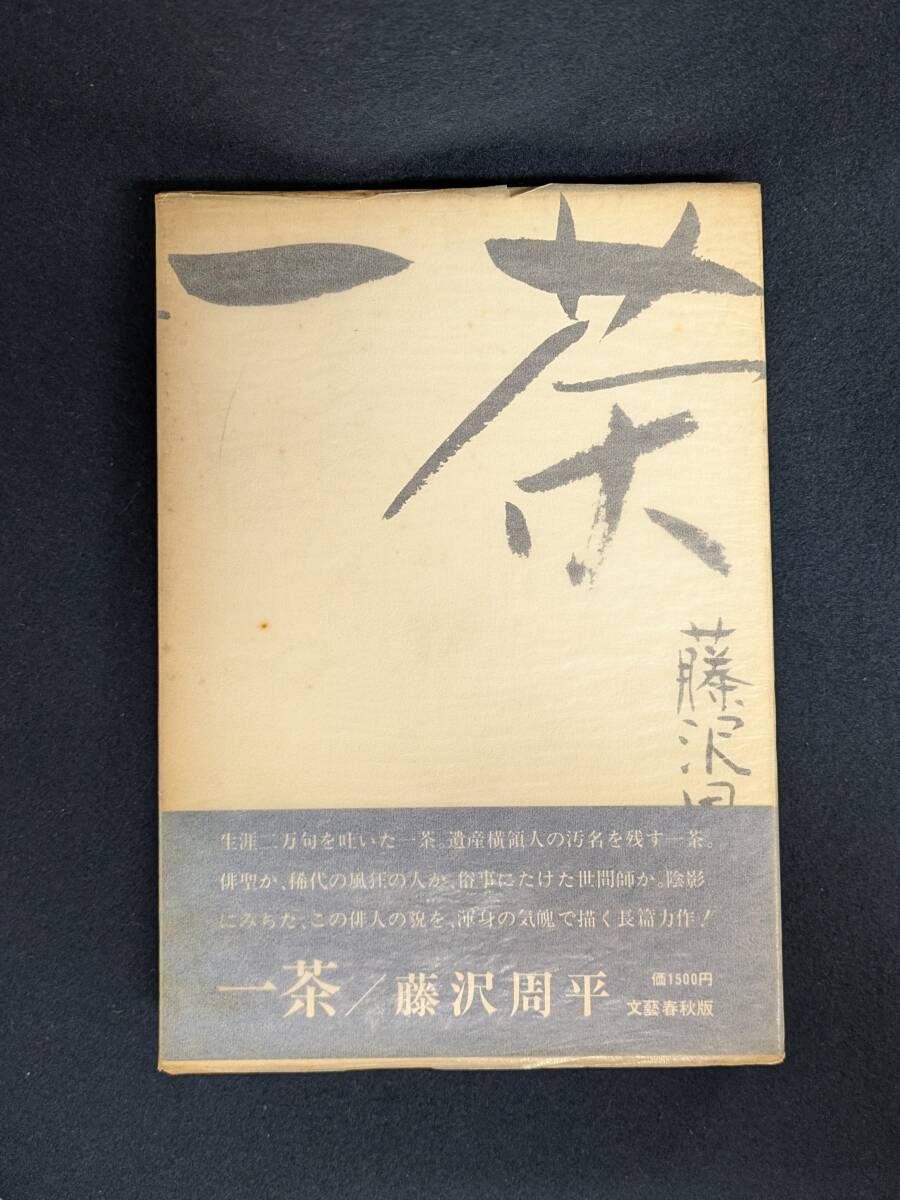 一茶
藤沢周
生涯二万句を吐いた一茶。遺産横領人の汚名を残す一茶。
俳聖か、稀代の風狂の人か、俗事にたけた世間師か。陰影
にみちた、この俳人の貌を、渾身の気魄で描く長篇力作!
一茶/藤沢周平
価1500円
文藝春秋版